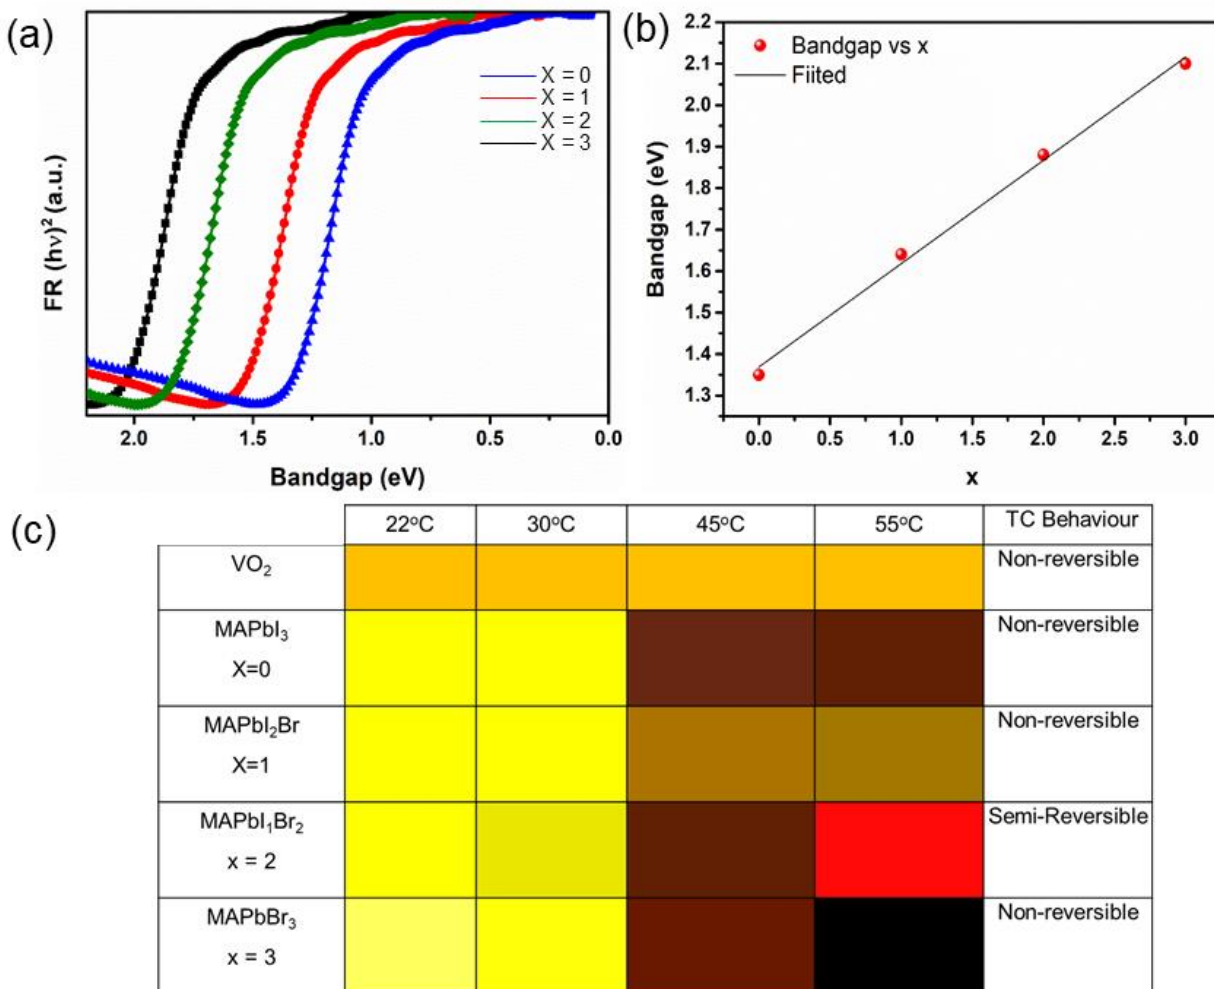 (a)
X = 0
X = 1
X = 2
X = 3
FR (hν)² (a.u.)
2.0 1.5 1.0 0.5 0.0
Bandgap (eV)
(b)
Bandgap vs x
Fiited
2.2
2.1
2.0
1.9
1.8
1.7
1.6
1.5
1.4
1.3
Bandgap (eV)
0.0 0.5 1.0 1.5 2.0 2.5 3.0
x
(c)
22°C 30°C 45°C 55°C TC Behaviour
VO₂ Non-reversible
MAPbI₃ Non-reversible
X=0
MAPbI₂Br Non-reversible
X=1
MAPbI₁Br₂ Semi-Reversible
x = 2
MAPbBr₃ Non-reversible
x = 3